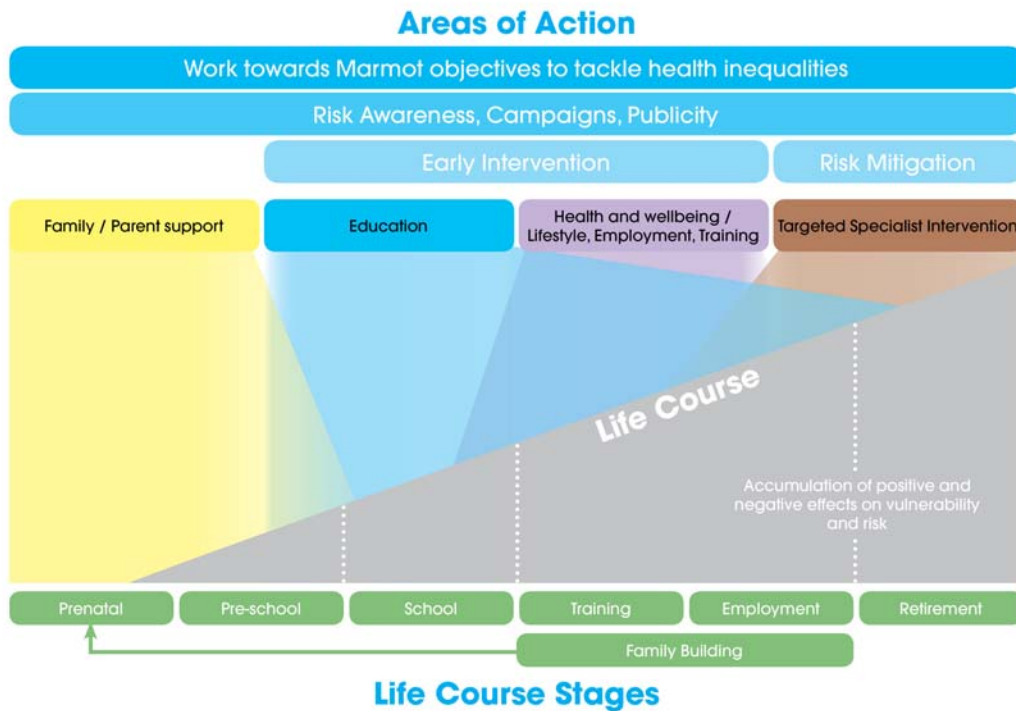 Areas of Action
Work towards Marmot objectives to tackle health inequalities
Risk Awareness, Campaigns, Publicity
Early Intervention
Risk Mitigation
Family / Parent support
Education
Health and wellbeing /
Lifestyle, Employment, Training
Targeted Specialist Intervention
Life Course
Accumulation of positive and
negative effects on vulnerability
and risk
Prenatal
Pre-school
School
Training
Employment
Retirement
Family Building
Life Course Stages